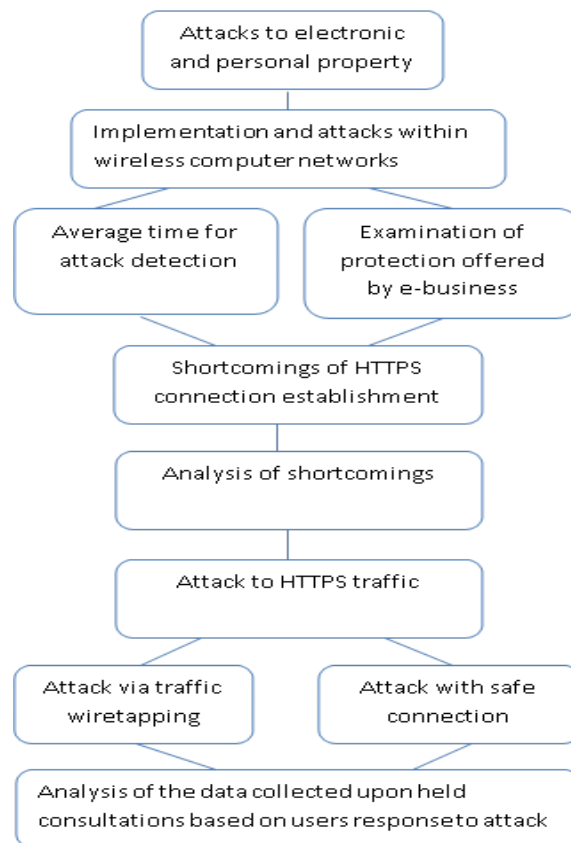 Attacks to electronic
and personal property
Implementation and attacks within
wireless computer networks
Average time for
attack detection
Examination of
protection offered
by e-business
Shortcomings of HTTPS
connection establishment
Analysis of shortcomings
Attack to HTTPS traffic
Attack via traffic
wiretapping
Attack with safe
connection
Analysis of the data collected upon held
consultations based on users response to attack